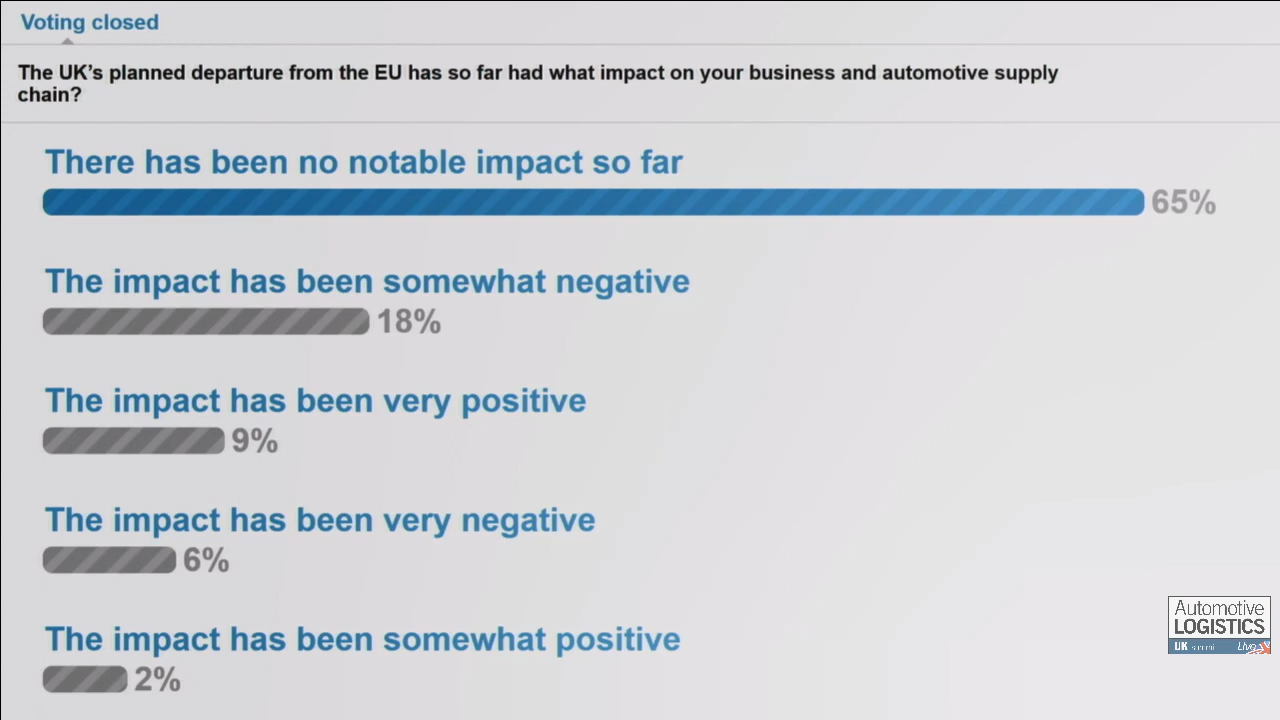 Voting closed
The UK’s planned departure from the EU has so far had what impact on your business and automotive supply
chain?
There has been no notable impact so far
65%
The impact has been somewhat negative
18%
The impact has been very positive
9%
The impact has been very negative
6%
The impact has been somewhat positive
2%
Automotive
LOGISTICS
UK summit Live